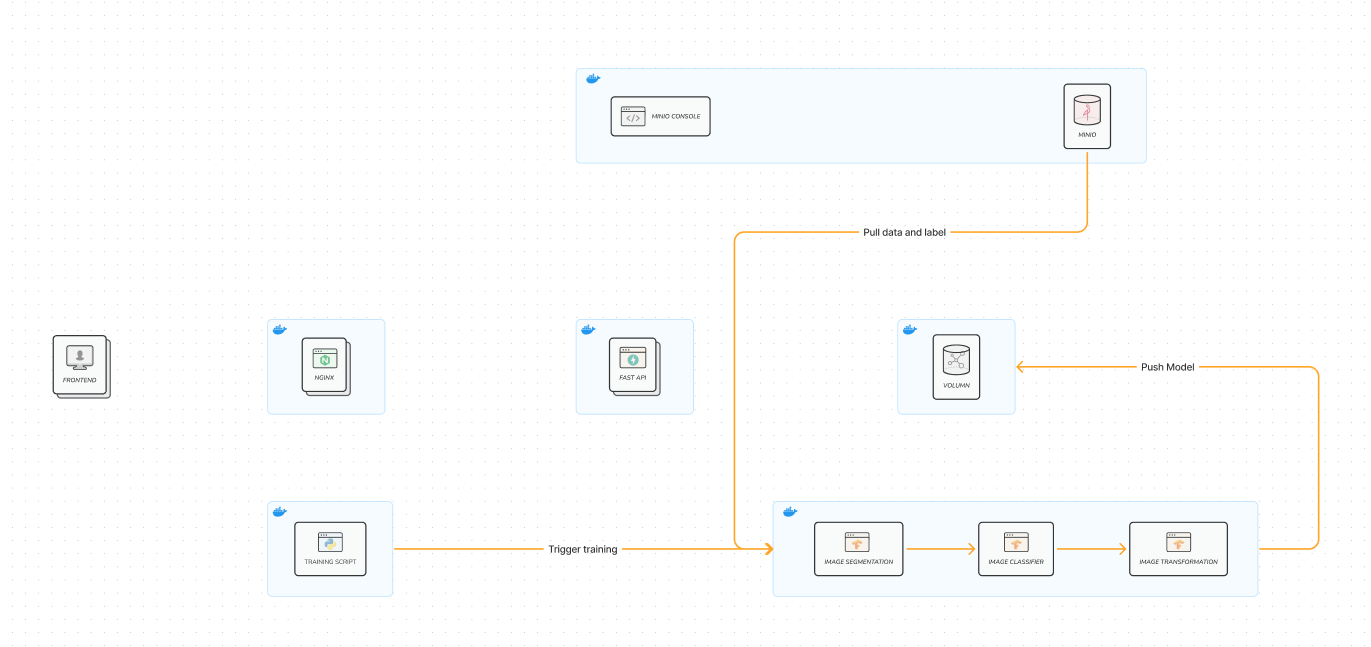 MINIO CONSOLE
MINIO
Pull data and label
FRONTEND
NGINX
FAST API
VOLUMN
Push Model
TRAINING SCRIPT
Trigger training
IMAGE SEGMENTATION
IMAGE CLASSIFIER
IMAGE TRANSFORMATION